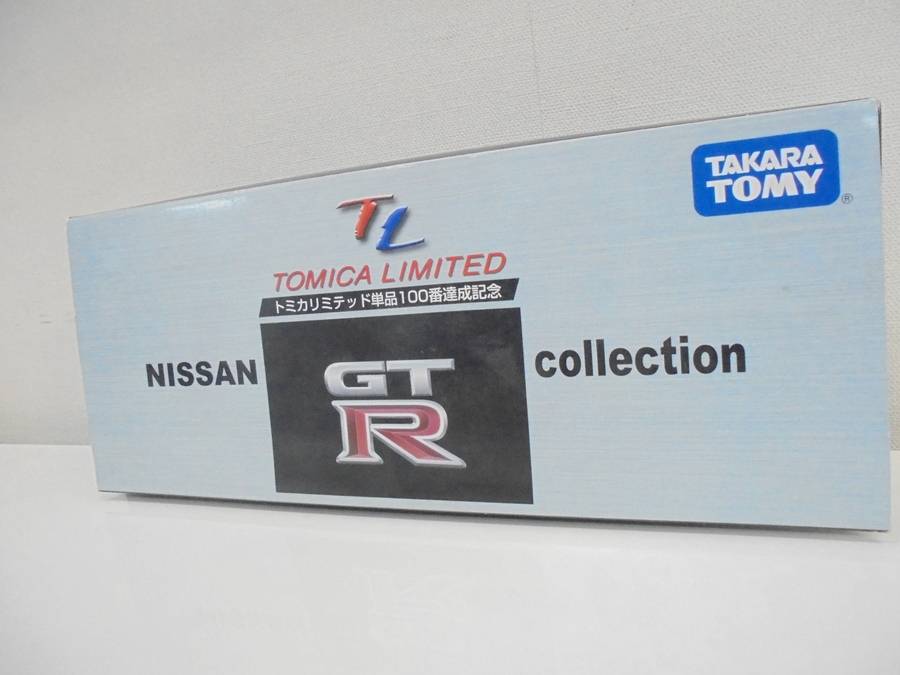 TAKARA
TOMY
®
TL
TOMICA LIMITED
トミカリミテッド単品100番達成記念
NISSAN
GT
R
collection